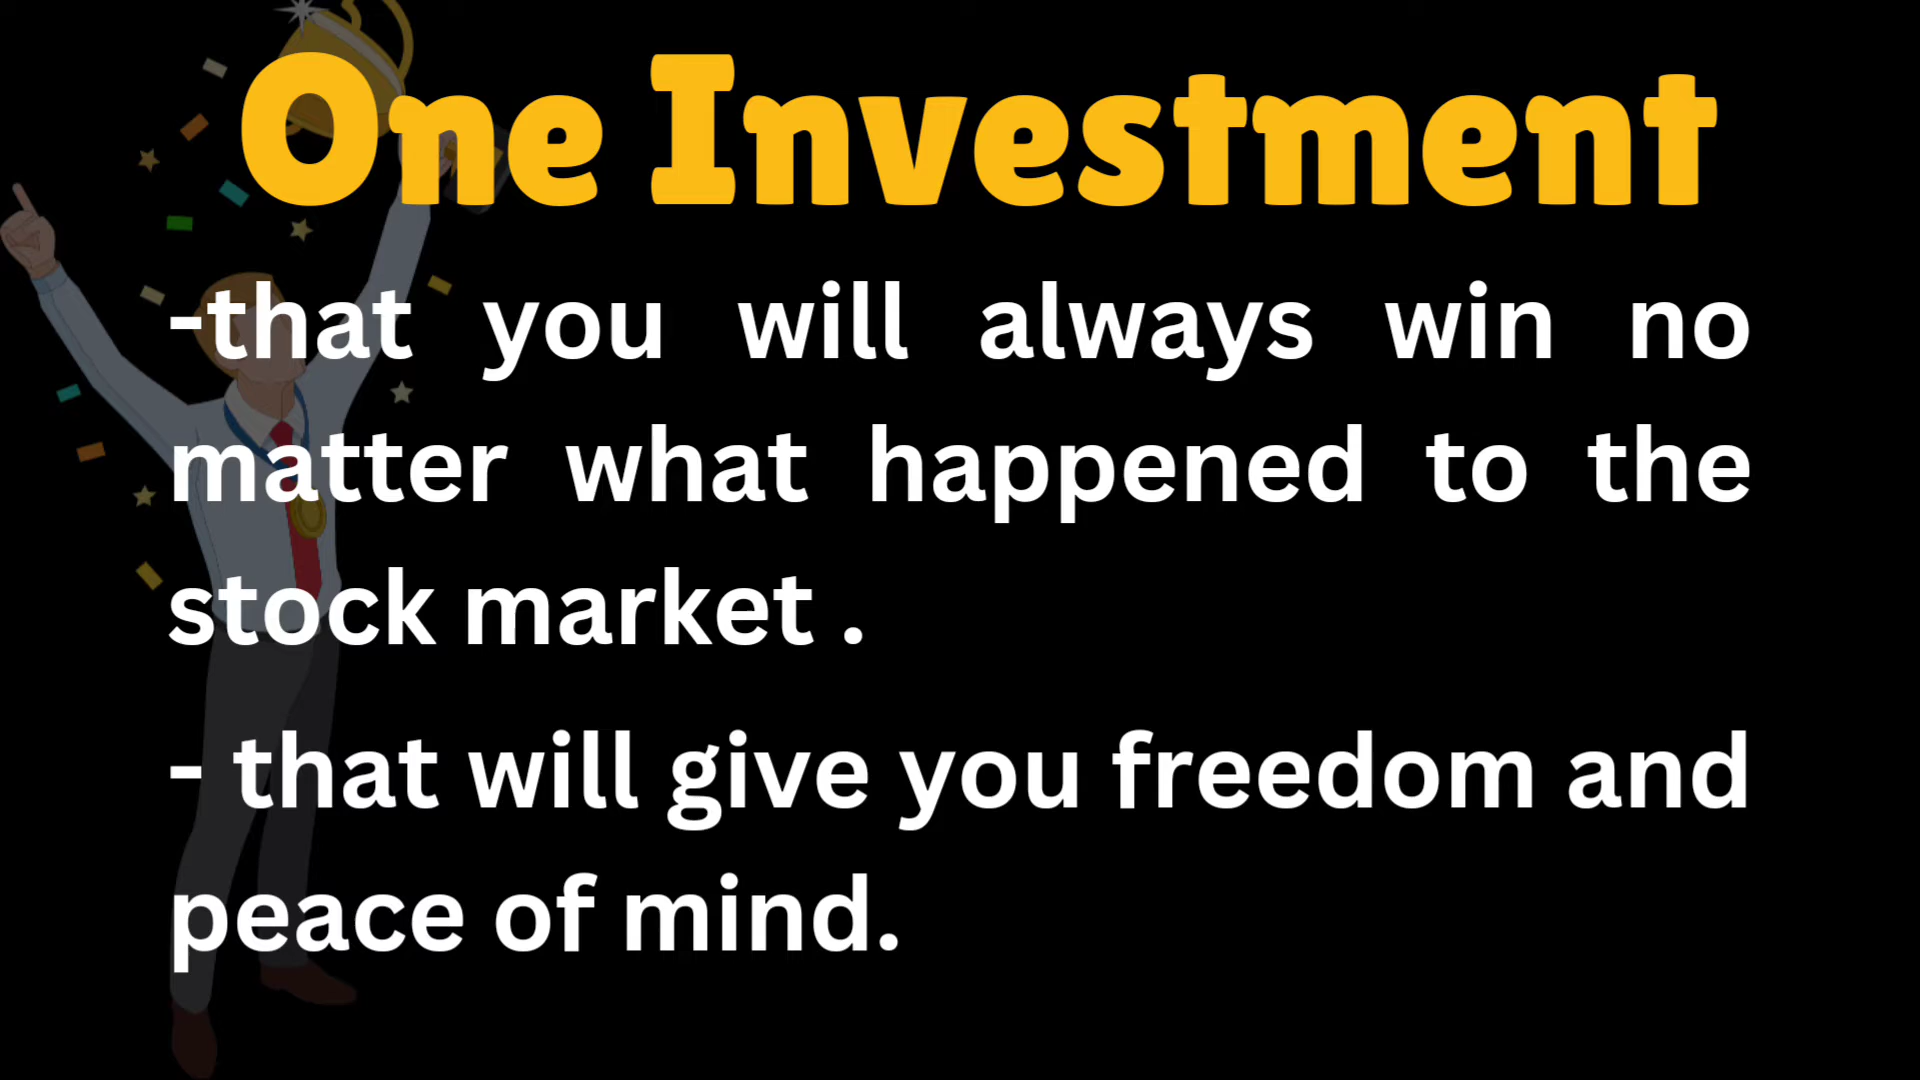 One Investment
-that you will always win no
matter what happened to the
stock market .
- that will give you freedom and
peace of mind.